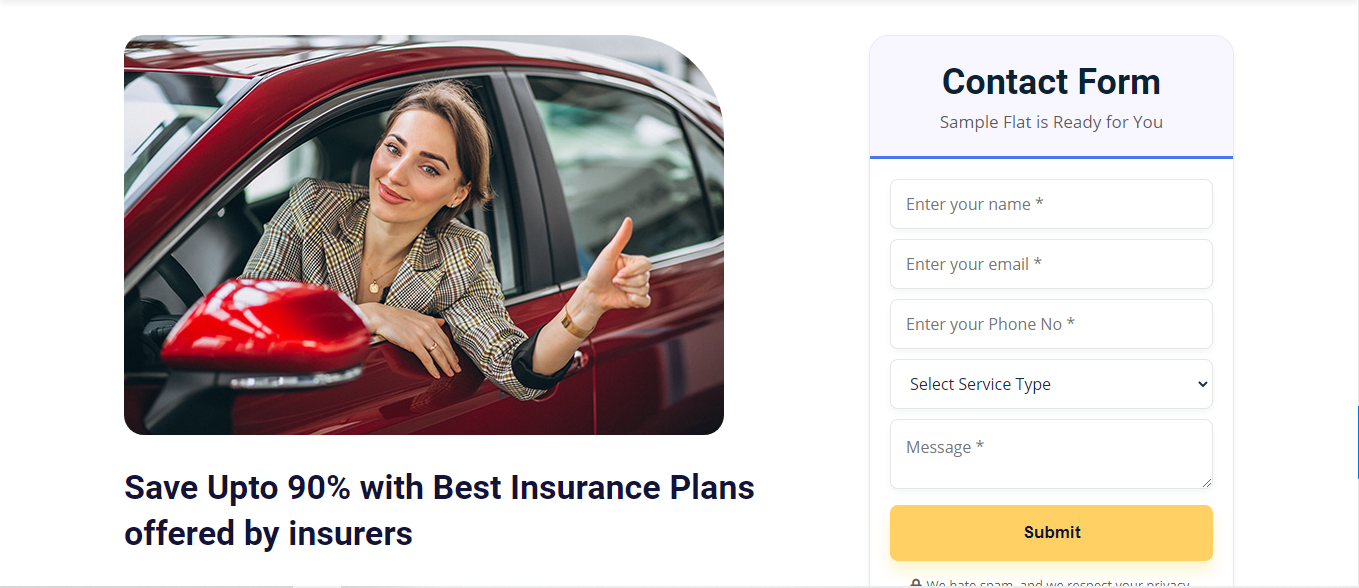 Contact Form
Sample Flat is Ready for You
Enter your name *
Enter your email *
Enter your Phone No *
Select Service Type
Message *
Submit
We hate spam, and we respect your privacy
Save Upto 90% with Best Insurance Plans
offered by insurers